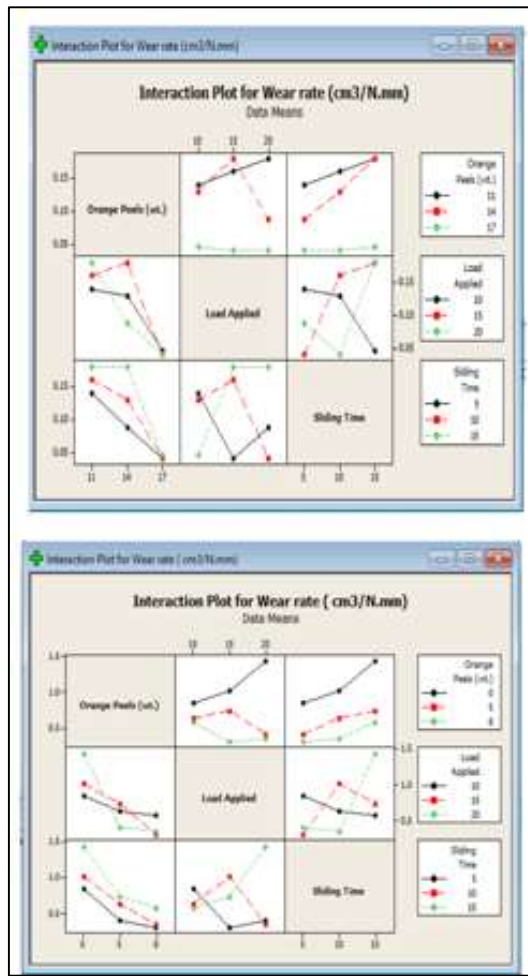 Interaction Plot for Wear rate (cm3/N.mm)
Interaction Plot for Wear rate (cm3/N.mm)
Data Means
10 15 20
0.15
0.10
0.05
Orange Peels (wt.)
Orange
Peels (wt.)
11
14
17
Load Applied
0.15
0.10
0.05
Load
Applied
10
15
20
0.15
0.10
0.05
Sliding Time
Sliding
Time
5
10
15
11 14 17
5 10 15
Interaction Plot for Wear rate ( cm3/N.mm)
Interaction Plot for Wear rate ( cm3/N.mm)
Data Means
10 15 20
1.5
1.0
0.5
Orange Peels (wt.)
Orange
Peels (wt.)
0
5
8
Load Applied
1.5
1.0
0.5
Load
Applied
10
15
20
1.5
1.0
0.5
Sliding Time
Sliding
Time
5
10
15
0 5 8
5 10 15